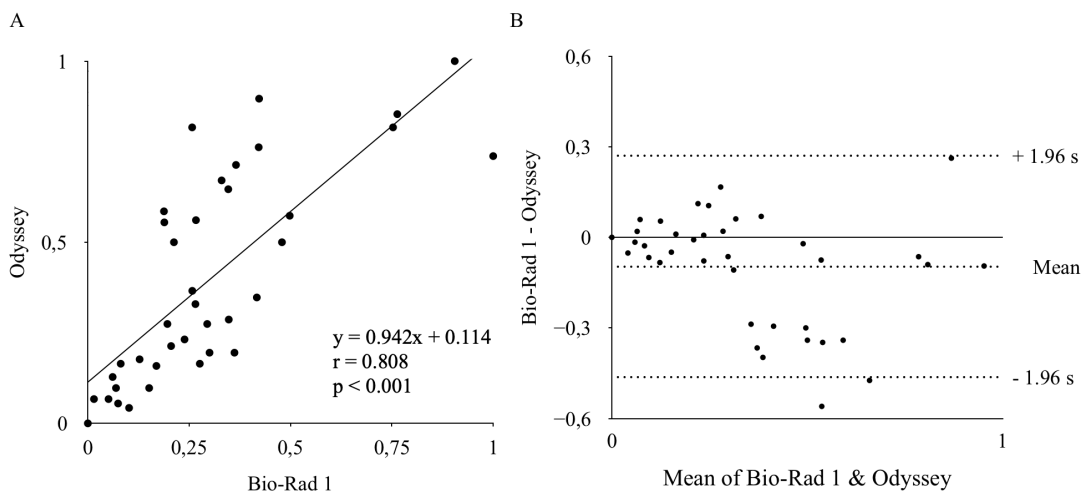 A
B
1
0,5
0
Odyssey
y = 0.942x + 0.114
r = 0.808
p < 0.001
0
0,25
0,5
0,75
1
Bio-Rad 1
0,6
0,3
0
−0,3
−0,6
Bio-Rad 1 - Odyssey
+ 1.96 s
Mean
- 1.96 s
0
1
Mean of Bio-Rad 1 & Odyssey